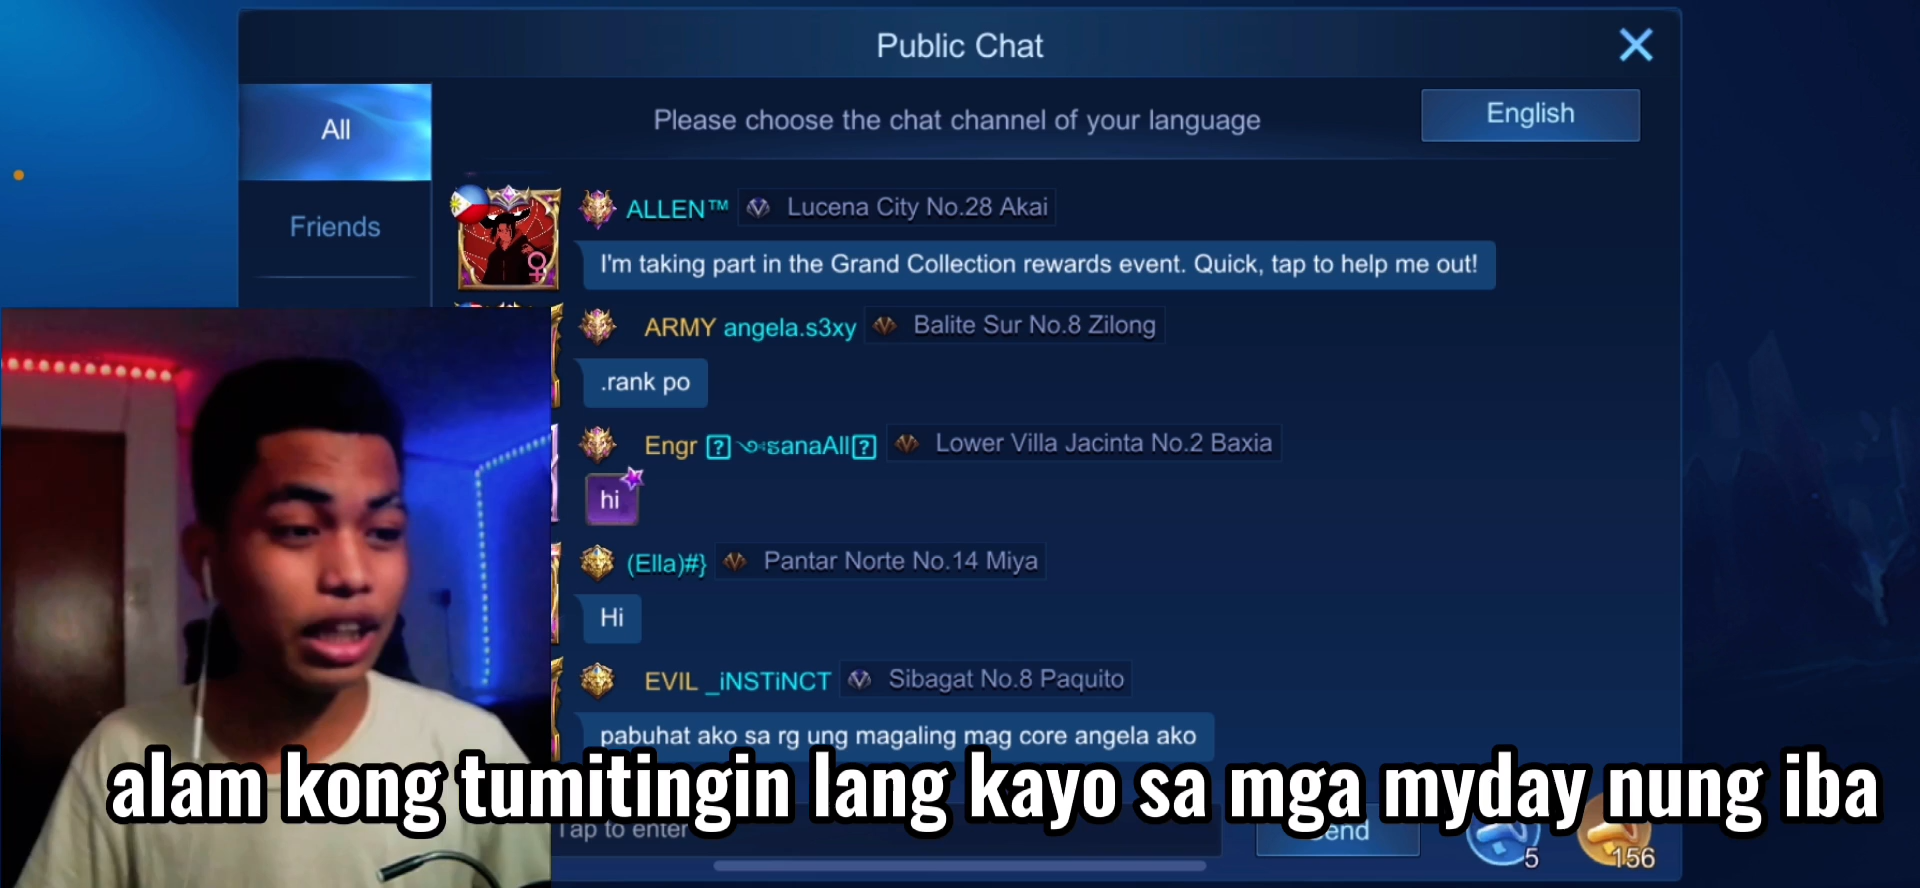 Public Chat
All
Please choose the chat channel of your language
English
Friends
ALLEN™ Lucena City No.28 Akai
I'm taking part in the Grand Collection rewards event. Quick, tap to help me out!
ARMY angela.s3xy Balite Sur No.8 Zilong
.rank po
Engr sanaAll Lower Villa Jacinta No.2 Baxia
hi
(Ella)#} Pantar Norte No.14 Miya
Hi
EVIL _iNSTiNCT Sibagat No.8 Paquito
pabuhat ako sa rg ung magaling mag core angela ako
alam kong tumitingin lang kayo sa mga myday nung iba
Tap to enter
Send
5
156